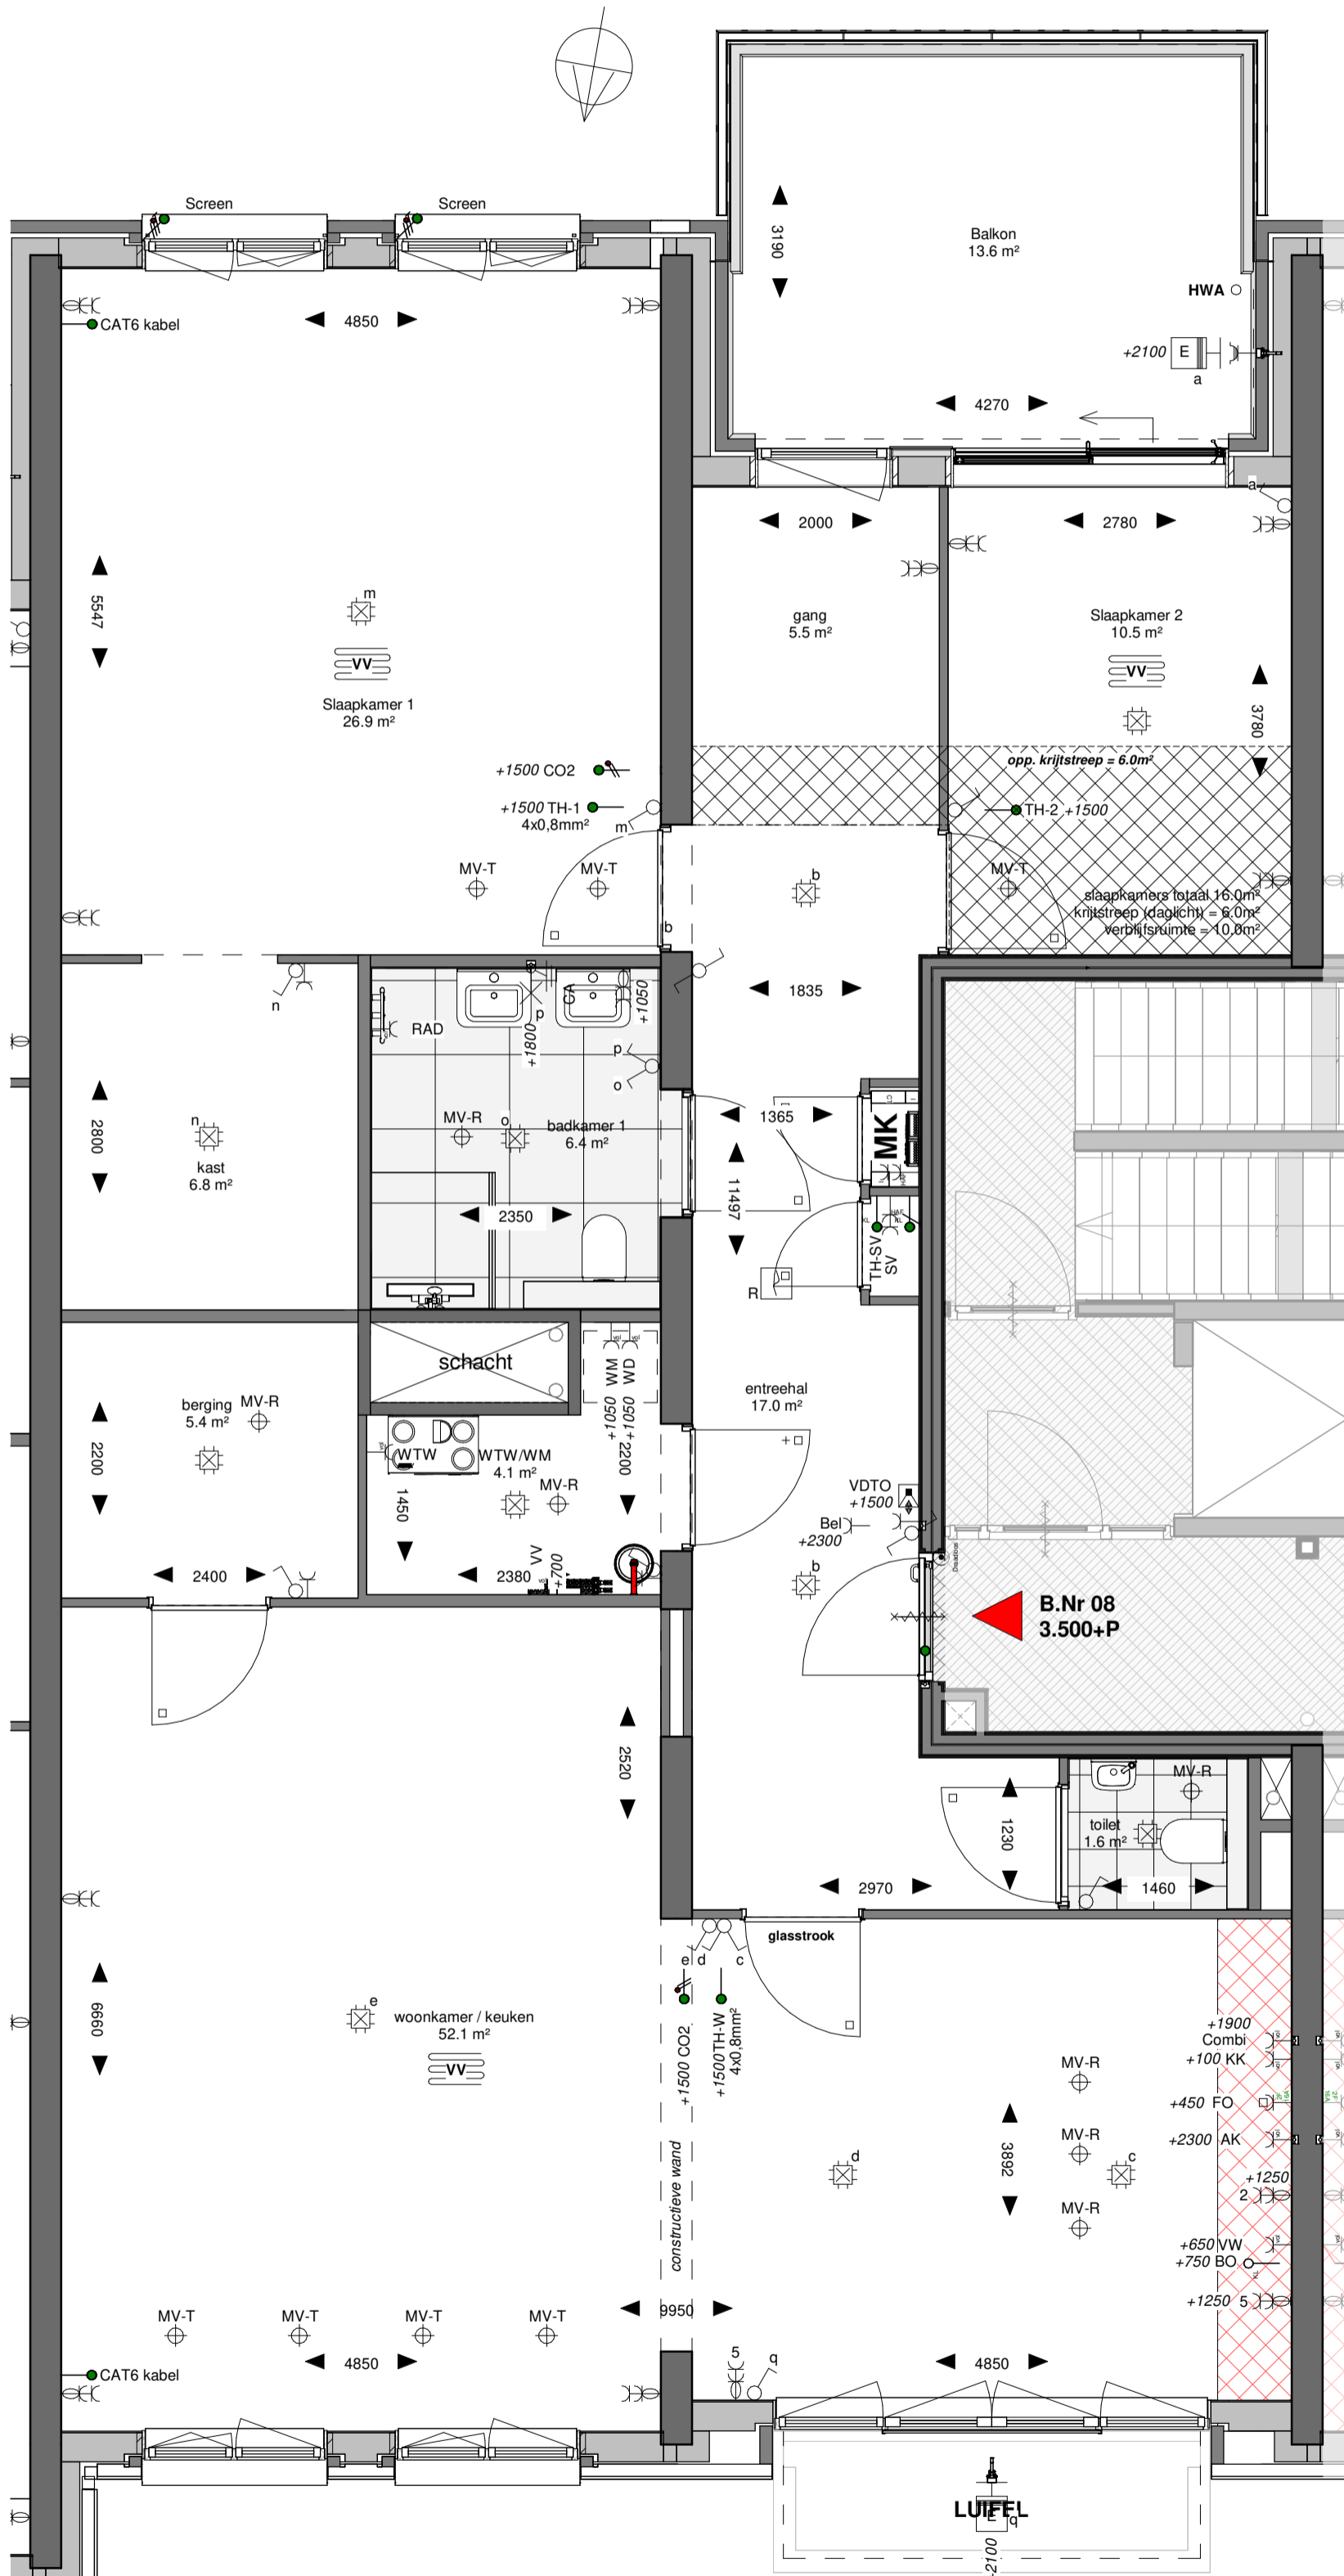 Screen
Screen
Balkon
13.6 m²
3190
HWA
CAT6 kabel
4850
+2100
E
a
4270
a
2000
2780
5547
m
gang
5.5 m²
Slaapkamer 2
10.5 m²
VV
VV
Slaapkamer 1
26.9 m²
3780
opp. krijtstreep = 6.0m²
+1500 CO2
+1500 TH-1
4x0,8mm²
m
TH-2 +1500
MV-T
MV-T
b
MV-T
slaapkamers totaal 16.0m²
krijtstreep (daglicht) = 6.0m²
verblijfsruimte = 10.0m²
b
n
RAD
CA
p
+1050
+1800
1835
p
o
2800
n
kast
6.8 m²
MV-R
o
badkamer 1
6.4 m²
1365
MK
11497
2350
TH-SV
SV
R
schacht
+1050 WM
+1050 WD
entreehal
17.0 m²
berging
5.4 m²
MV-R
2200
WTW
WTW/WM
4.1 m²
2200
MV-R
1450
VDTO
+1500
Bel
+2300
Draadloos
2400
2380
VV
+700
b
B.Nr 08
3.500+P
2520
MV-R
toilet
1.6 m²
1230
2970
1460
glasstrook
e
d
c
6660
e
woonkamer / keuken
52.1 m²
VV
+1500 CO2
+1500TH-W
4x0,8mm²
+1900
Combi
+100 KK
MV-R
+450 FO
MV-R
+2300 AK
3892
d
c
+1250
2
MV-R
constructieve wand
+650 VW
+750 BO
+1250 5
MV-T
MV-T
MV-T
MV-T
9950
4850
5
q
4850
CAT6 kabel
LUIFEL
E
q
2100